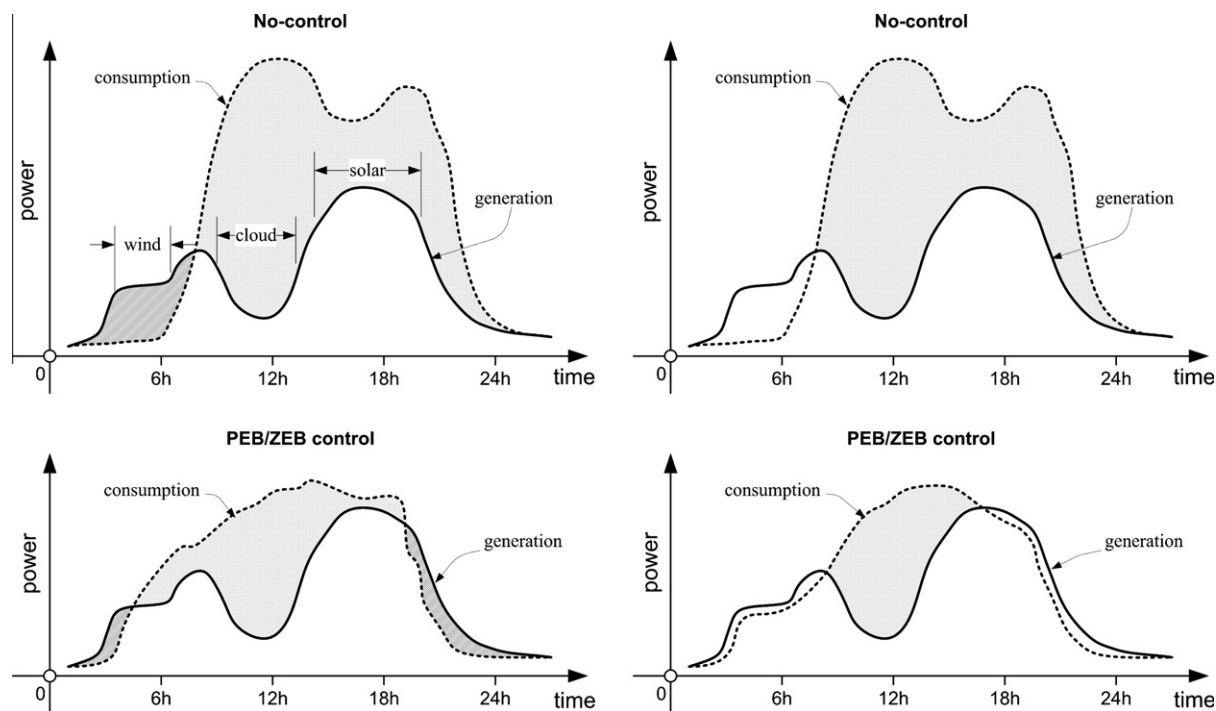 No-control
consumption
solar
generation
wind
cloud
power
0
6h
12h
18h
24h
time
No-control
consumption
generation
power
0
6h
12h
18h
24h
time
PEB/ZEB control
consumption
generation
power
0
6h
12h
18h
24h
time
PEB/ZEB control
consumption
generation
power
0
6h
12h
18h
24h
time